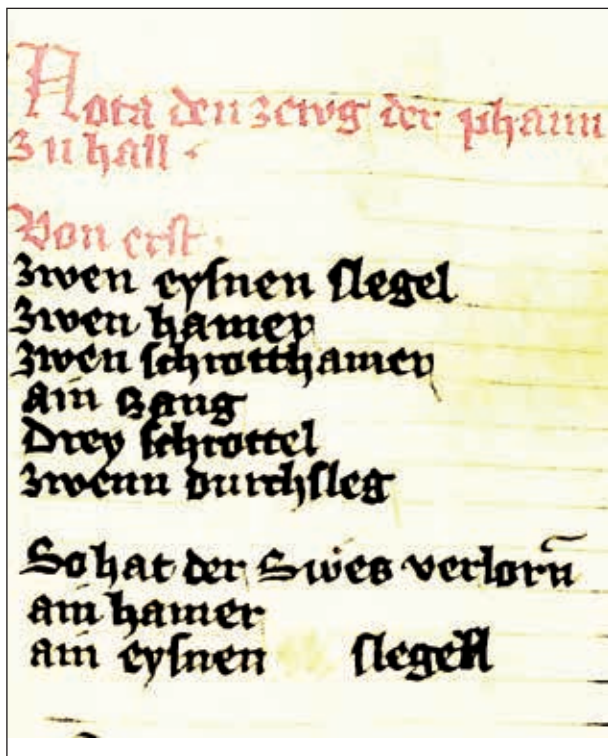 Nota den zewg der phann
zu hall .
Von erst .
zwen eysnen slegel
zwen hamer
zwen schrotthamer
ain zang
Drey schrottel
zwenn durchsleg
So hat der Swes verlorn̄
ain hamer
ain eysnen slegell